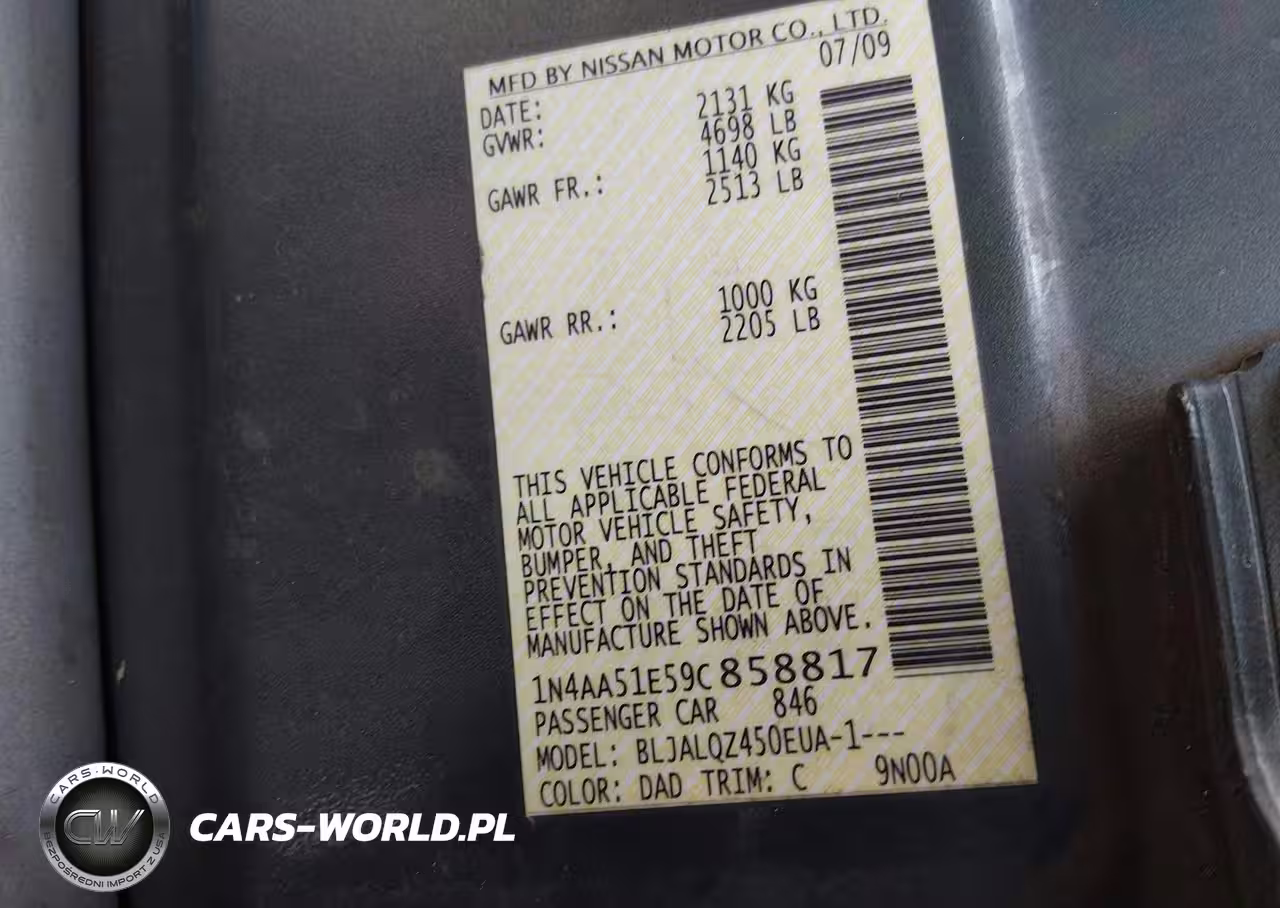 MFD BY NISSAN MOTOR CO., LTD.
DATE: 07/09
GVWR: 2131 KG
4698 LB
GAWR FR.: 1140 KG
2513 LB
GAWR RR.: 1000 KG
2205 LB
THIS VEHICLE CONFORMS TO
ALL APPLICABLE FEDERAL
MOTOR VEHICLE SAFETY,
BUMPER, AND THEFT
PREVENTION STANDARDS IN
EFFECT ON THE DATE OF
MANUFACTURE SHOWN ABOVE.
1N4AA51E59C858817
PASSENGER CAR 846
MODEL: BLJALQZ450EUA-1---
COLOR: DAD TRIM: C 9N00A
CARS-WORLD
CW
BEZPOŚREDNI IMPORT Z USA
CARS-WORLD.PL